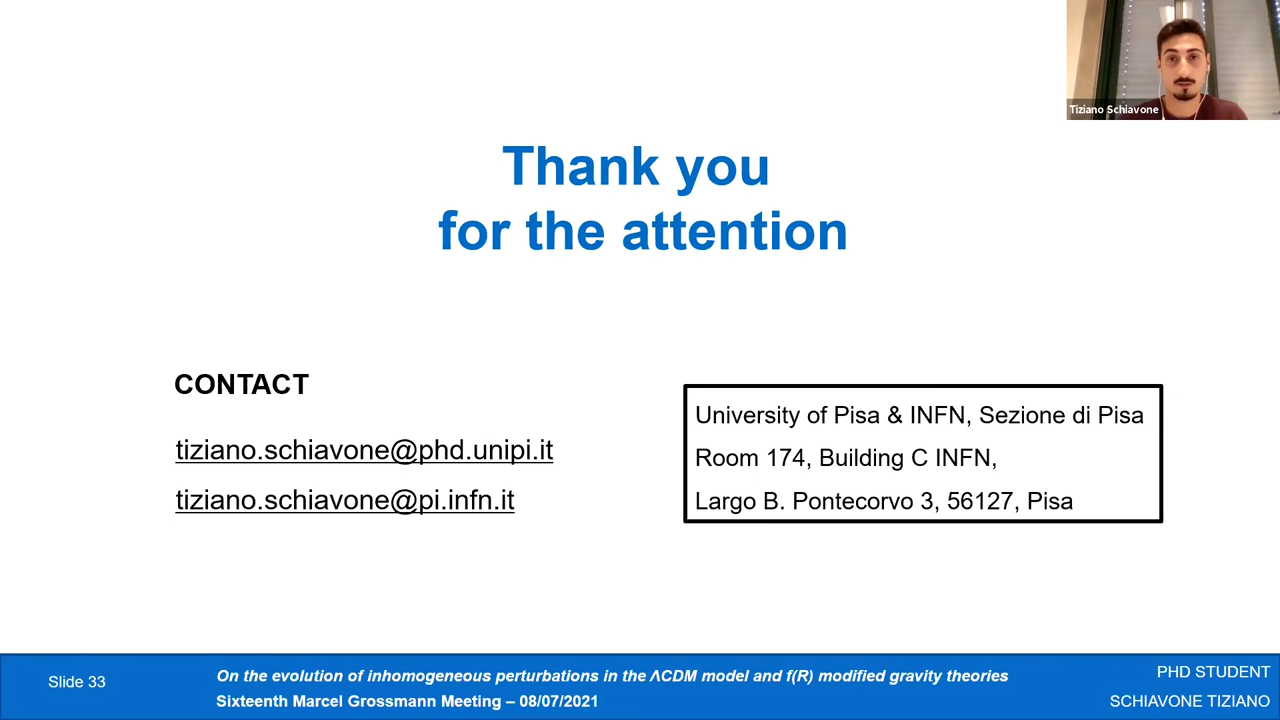 Tiziano Schiavone
Thank you
for the attention
CONTACT
tiziano.schiavone@phd.unipi.it
tiziano.schiavone@pi.infn.it
University of Pisa & INFN, Sezione di Pisa
Room 174, Building C INFN,
Largo B. Pontecorvo 3, 56127, Pisa
Slide 33
On the evolution of inhomogeneous perturbations in the ΛCDM model and f(R) modified gravity theories
Sixteenth Marcel Grossmann Meeting – 08/07/2021
PHD STUDENT
SCHIAVONE TIZIANO